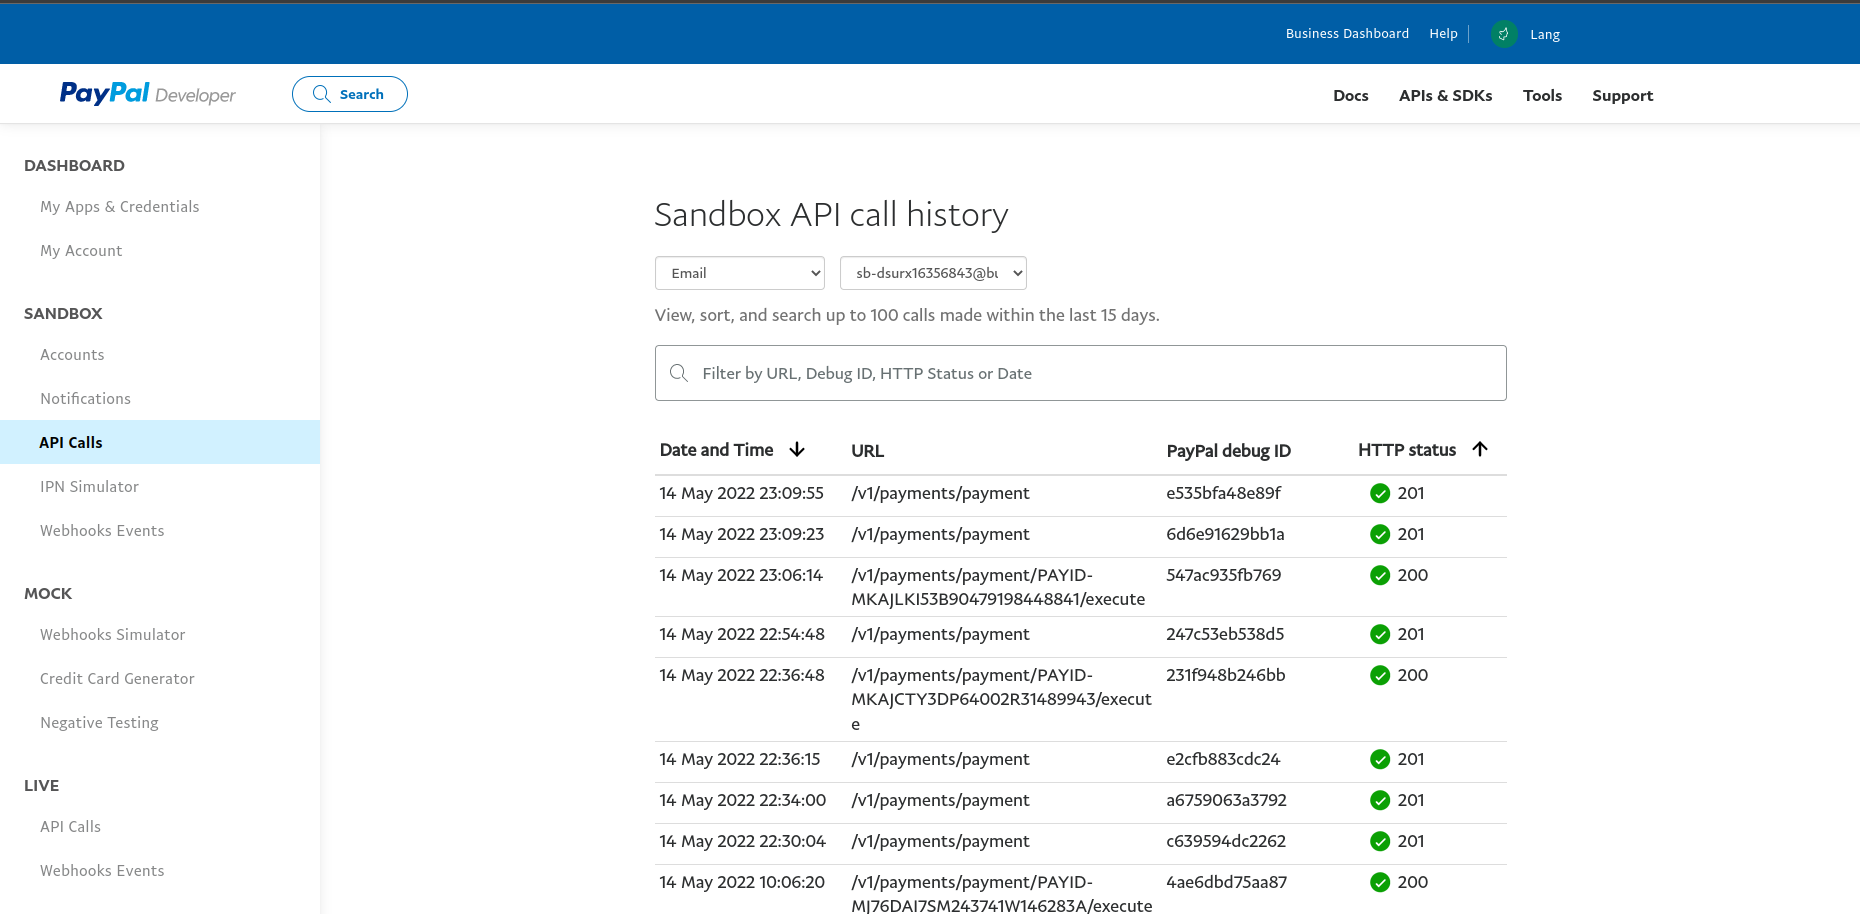 Business Dashboard Help Lang
PayPal Developer Search Docs APIs & SDKs Tools Support
DASHBOARD
My Apps & Credentials
My Account
SANDBOX
Accounts
Notifications
API Calls
IPN Simulator
Webhooks Events
MOCK
Webhooks Simulator
Credit Card Generator
Negative Testing
LIVE
API Calls
Webhooks Events
Sandbox API call history
Email sb-dsurx16356843@bu
View, sort, and search up to 100 calls made within the last 15 days.
Filter by URL, Debug ID, HTTP Status or Date
Date and Time URL PayPal debug ID HTTP status
14 May 2022 23:09:55 /v1/payments/payment e535bfa48e89f 201
14 May 2022 23:09:23 /v1/payments/payment 6d6e91629bb1a 201
14 May 2022 23:06:14 /v1/payments/payment/PAYID- 547ac935fb769 200
MKAJLKI53B90479198448841/execute
14 May 2022 22:54:48 /v1/payments/payment 247c53eb538d5 201
14 May 2022 22:36:48 /v1/payments/payment/PAYID- 231f948b246bb 200
MKAJCTY3DP64002R31489943/execut
e
14 May 2022 22:36:15 /v1/payments/payment e2cfb883cdc24 201
14 May 2022 22:34:00 /v1/payments/payment a6759063a3792 201
14 May 2022 22:30:04 /v1/payments/payment c639594dc2262 201
14 May 2022 10:06:20 /v1/payments/payment/PAYID- 4ae6dbd75aa87 200
MJ76DAI7SM243741W146283A/execute